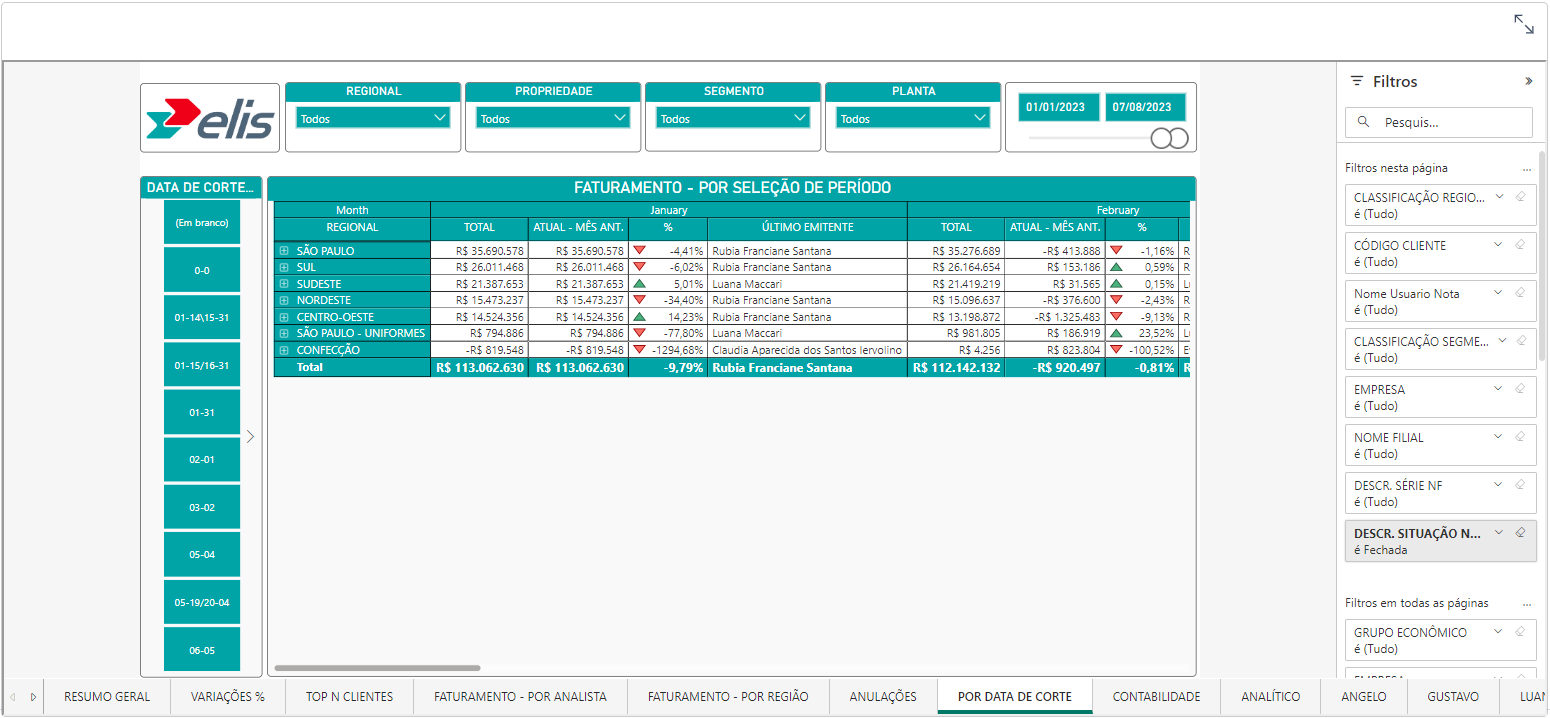 elis
REGIONAL
Todos
PROPRIEDADE
Todos
SEGMENTO
Todos
PLANTA
Todos
01/01/2023 07/08/2023
DATA DE CORTE...
(Em branco)
0-0
01-14\15-31
01-15/16-31
01-31
02-01
03-02
05-04
05-19/20-04
06-05
FATURAMENTO - POR SELEÇÃO DE PERÍODO
Month January February
REGIONAL TOTAL ATUAL - MÊS ANT. % ÚLTIMO EMITENTE TOTAL ATUAL - MÊS ANT. %
SÃO PAULO R$ 35.690.578 R$ 35.690.578 -4,41% Rubia Franciane Santana R$ 35.276.689 -R$ 413.888 -1,16% R
SUL R$ 26.011.468 R$ 26.011.468 -6,02% Rubia Franciane Santana R$ 26.164.654 R$ 153.186 0,59% R
SUDESTE R$ 21.387.653 R$ 21.387.653 5,01% Luana Maccari R$ 21.419.219 R$ 31.565 0,15% L
NORDESTE R$ 15.473.237 R$ 15.473.237 -34,40% Rubia Franciane Santana R$ 15.096.637 -R$ 376.600 -2,43% R
CENTRO-OESTE R$ 14.524.356 R$ 14.524.356 14,23% Rubia Franciane Santana R$ 13.198.872 -R$ 1.325.483 -9,13% R
SÃO PAULO - UNIFORMES R$ 794.886 R$ 794.886 -77,80% Luana Maccari R$ 981.805 R$ 186.919 23,52% L
CONFECÇÃO -R$ 819.548 -R$ 819.548 -1294,68% Claudia Aparecida dos Santos Iervolino R$ 4.256 R$ 823.804 -100,52% E
Total R$ 113.062.630 R$ 113.062.630 -9,79% Rubia Franciane Santana R$ 112.142.132 -R$ 920.497 -0,81% R
Filtros
Pesquis...
Filtros nesta página ...
CLASSIFICAÇÃO REGIO...
é (Tudo)
CÓDIGO CLIENTE
é (Tudo)
Nome Usuario Nota
é (Tudo)
CLASSIFICAÇÃO SEGME...
é (Tudo)
EMPRESA
é (Tudo)
NOME FILIAL
é (Tudo)
DESCR. SÉRIE NF
é (Tudo)
DESCR. SITUAÇÃO N...
é Fechada
Filtros em todas as páginas ...
GRUPO ECONÔMICO
é (Tudo)
RESUMO GERAL VARIAÇÕES % TOP N CLIENTES FATURAMENTO - POR ANALISTA FATURAMENTO - POR REGIÃO ANULAÇÕES POR DATA DE CORTE CONTABILIDADE ANALÍTICO ANGELO GUSTAVO LUAN